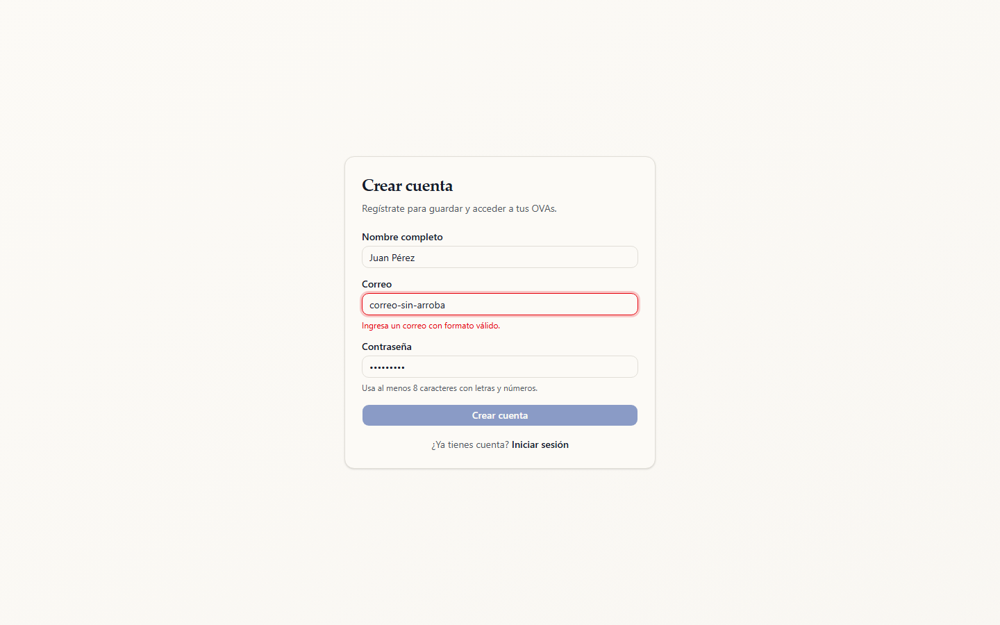 Crear cuenta
Regístrate para guardar y acceder a tus OVAs.
Nombre completo
Juan Pérez
Correo
correo-sin-arroba
Ingresa un correo con formato válido.
Contraseña
•••••••••
Usa al menos 8 caracteres con letras y números.
Crear cuenta
¿Ya tienes cuenta? Iniciar sesión